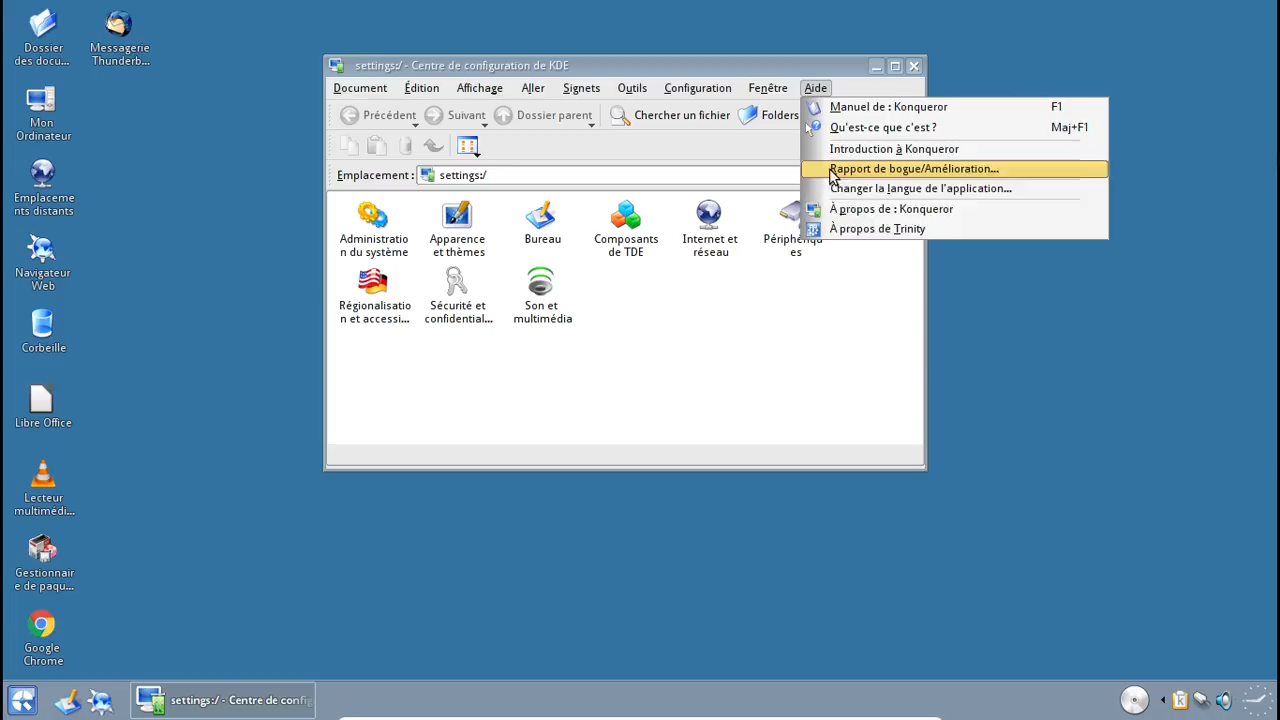 Dossier
des docu...
Messagerie
Thunderb...
Mon
Ordinateur
Emplaceme
nts distants
Navigateur
Web
Corbeille
Libre Office
Lecteur
multimédi...
Gestionnair
e de paqu...
Google
Chrome
settings:/ - Centre de configuration de KDE
Document Édition Affichage Aller Signets Outils Configuration Fenêtre Aide
Précédent Suivant Dossier parent Chercher un fichier Folders
Emplacement : settings:/
Manuel de : Konqueror F1
Qu'est-ce que c'est ? Maj+F1
Introduction à Konqueror
Rapport de bogue/Amélioration...
Changer la langue de l'application...
À propos de : Konqueror
À propos de Trinity
Administratio
n du système
Apparence
et thèmes
Bureau
Composants
de TDE
Internet et
réseau
Périphériqu
es
Régionalisatio
n et accessi...
Sécurité et
confidential...
Son et
multimédia
settings:/ - Centre de config